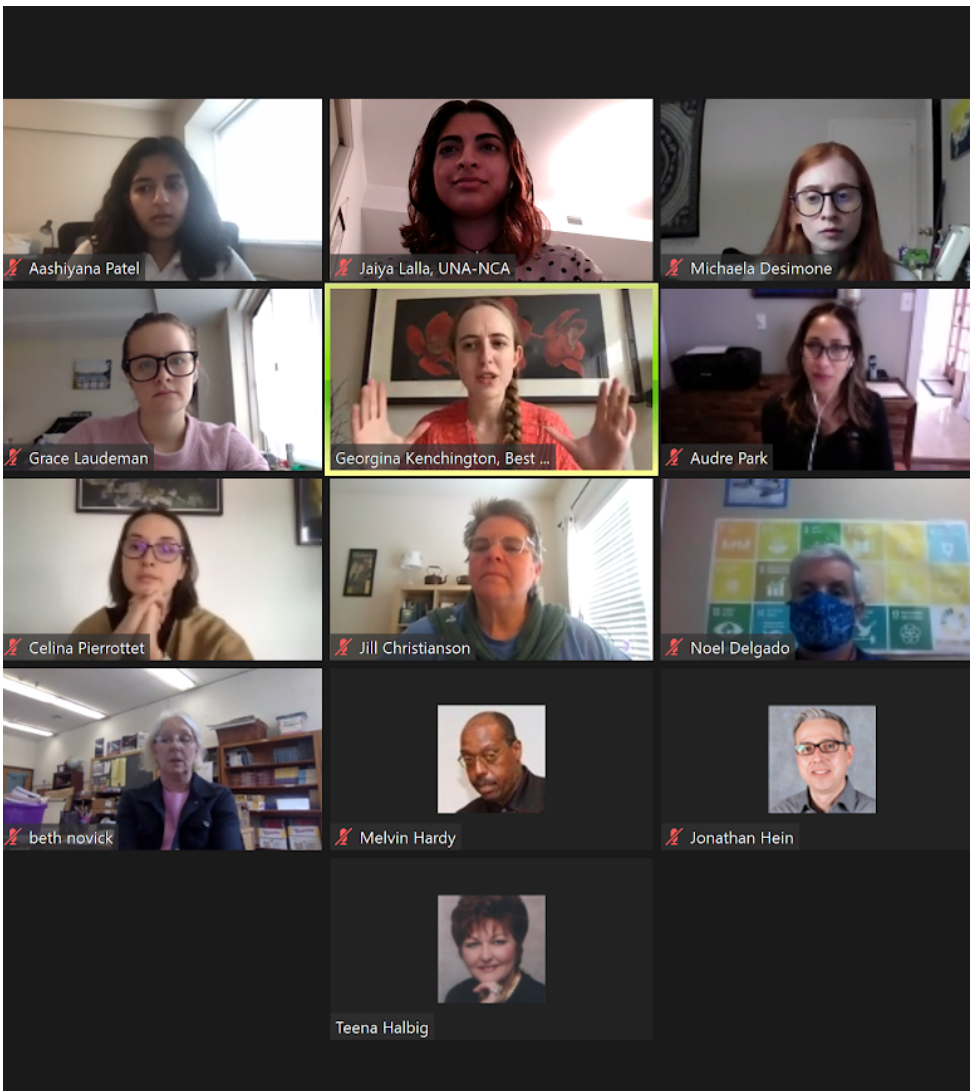 Aashiyana Patel
Jaiya Lalla, UNA-NCA
Michaela Desimone
Grace Laudeman
Georgina Kenchington, Best ...
Audre Park
Celina Pierrottet
Jill Christianson
Noel Delgado
beth novick
Melvin Hardy
Jonathan Hein
Teena Halbig